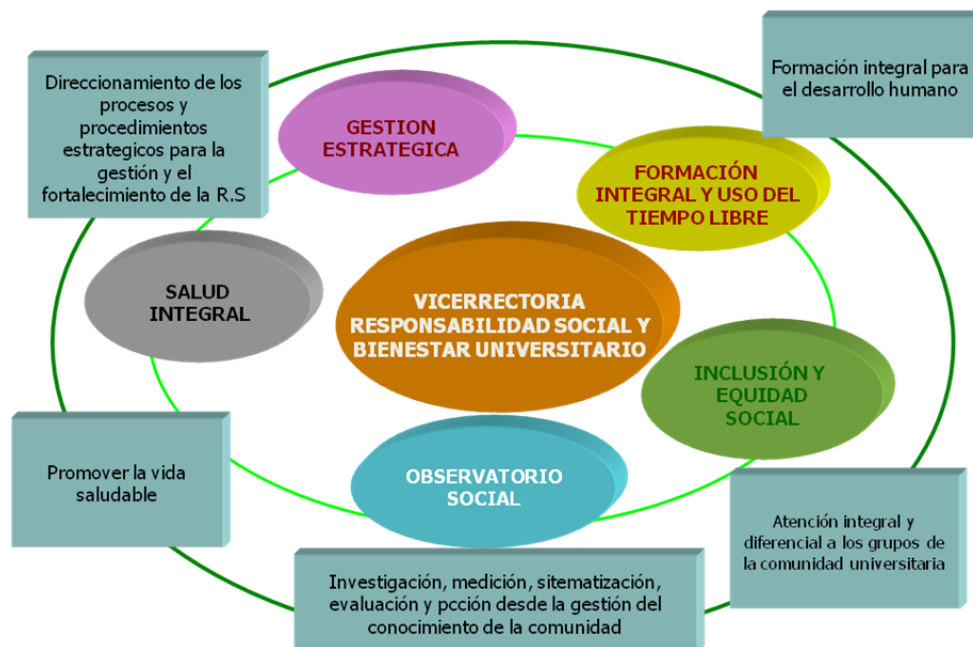 Direccionamiento de los
procesos y
procedimientos
estrategicos para la
gestión y el
fortalecimiento de la R.S
GESTION
ESTRATEGICA
Formación integral para
el desarrollo humano
FORMACIÓN
INTEGRAL Y USO DEL
TIEMPO LIBRE
SALUD
INTEGRAL
VICERRECTORIA
RESPONSABILIDAD SOCIAL Y
BIENESTAR UNIVERSITARIO
INCLUSIÓN Y
EQUIDAD
SOCIAL
Promover la vida
saludable
OBSERVATORIO
SOCIAL
Atención integral y
diferencial a los grupos de
la comunidad universitaria
Investigación, medición, sitematización,
evaluación y pcción desde la gestión del
conocimiento de la comunidad